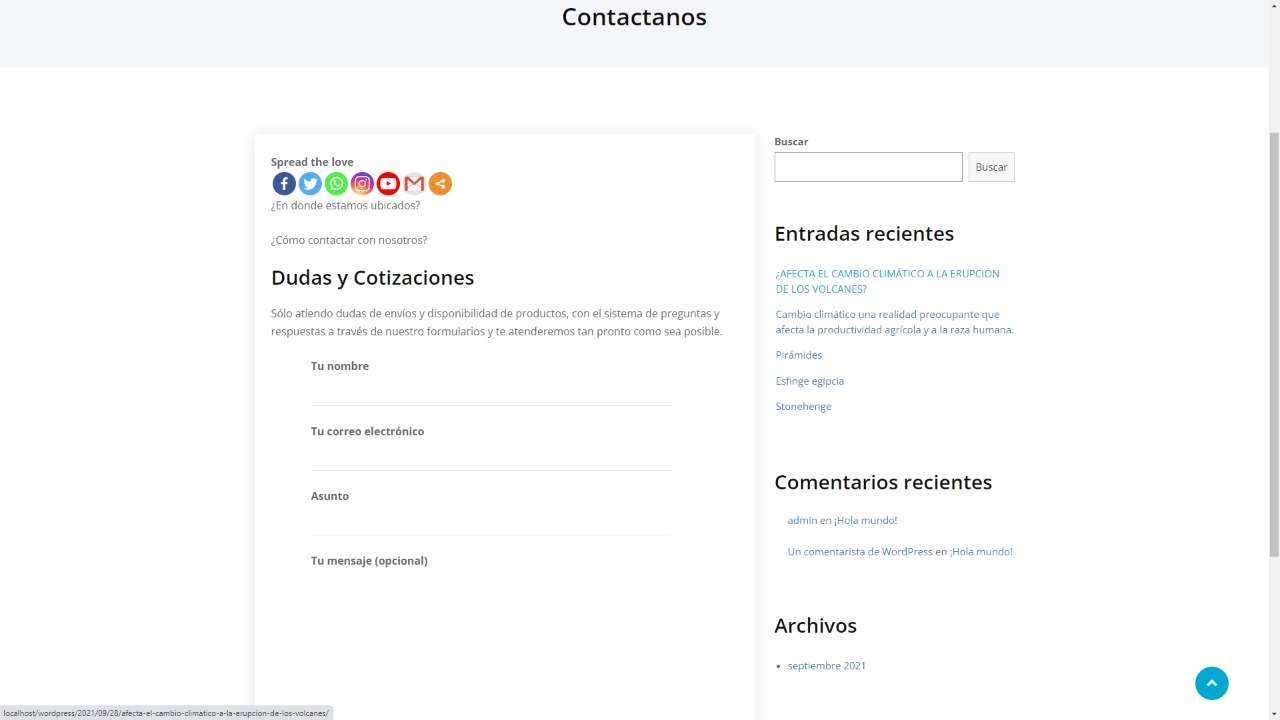 Contactanos
Spread the love
¿En donde estamos ubicados?
¿Cómo contactar con nosotros?
Dudas y Cotizaciones
Sólo atiendo dudas de envíos y disponibilidad de productos, con el sistema de preguntas y
respuestas a través de nuestro formularios y te atenderemos tan pronto como sea posible.
Tu nombre
Tu correo electrónico
Asunto
Tu mensaje (opcional)
Buscar
Buscar
Entradas recientes
¿AFECTA EL CAMBIO CLIMÁTICO A LA ERUPCIÓN
DE LOS VOLCANES?
Cambio climático una realidad preocupante que
afecta la productividad agrícola y a la raza humana.
Pirámides
Esfinge egipcia
Stonehenge
Comentarios recientes
admin en ¡Hola mundo!
Un comentarista de WordPress en ¡Hola mundo!
Archivos
septiembre 2021
localhost/wordpress/2021/09/28/afecta-el-cambio-climatico-a-la-erupcion-de-los-volcanes/